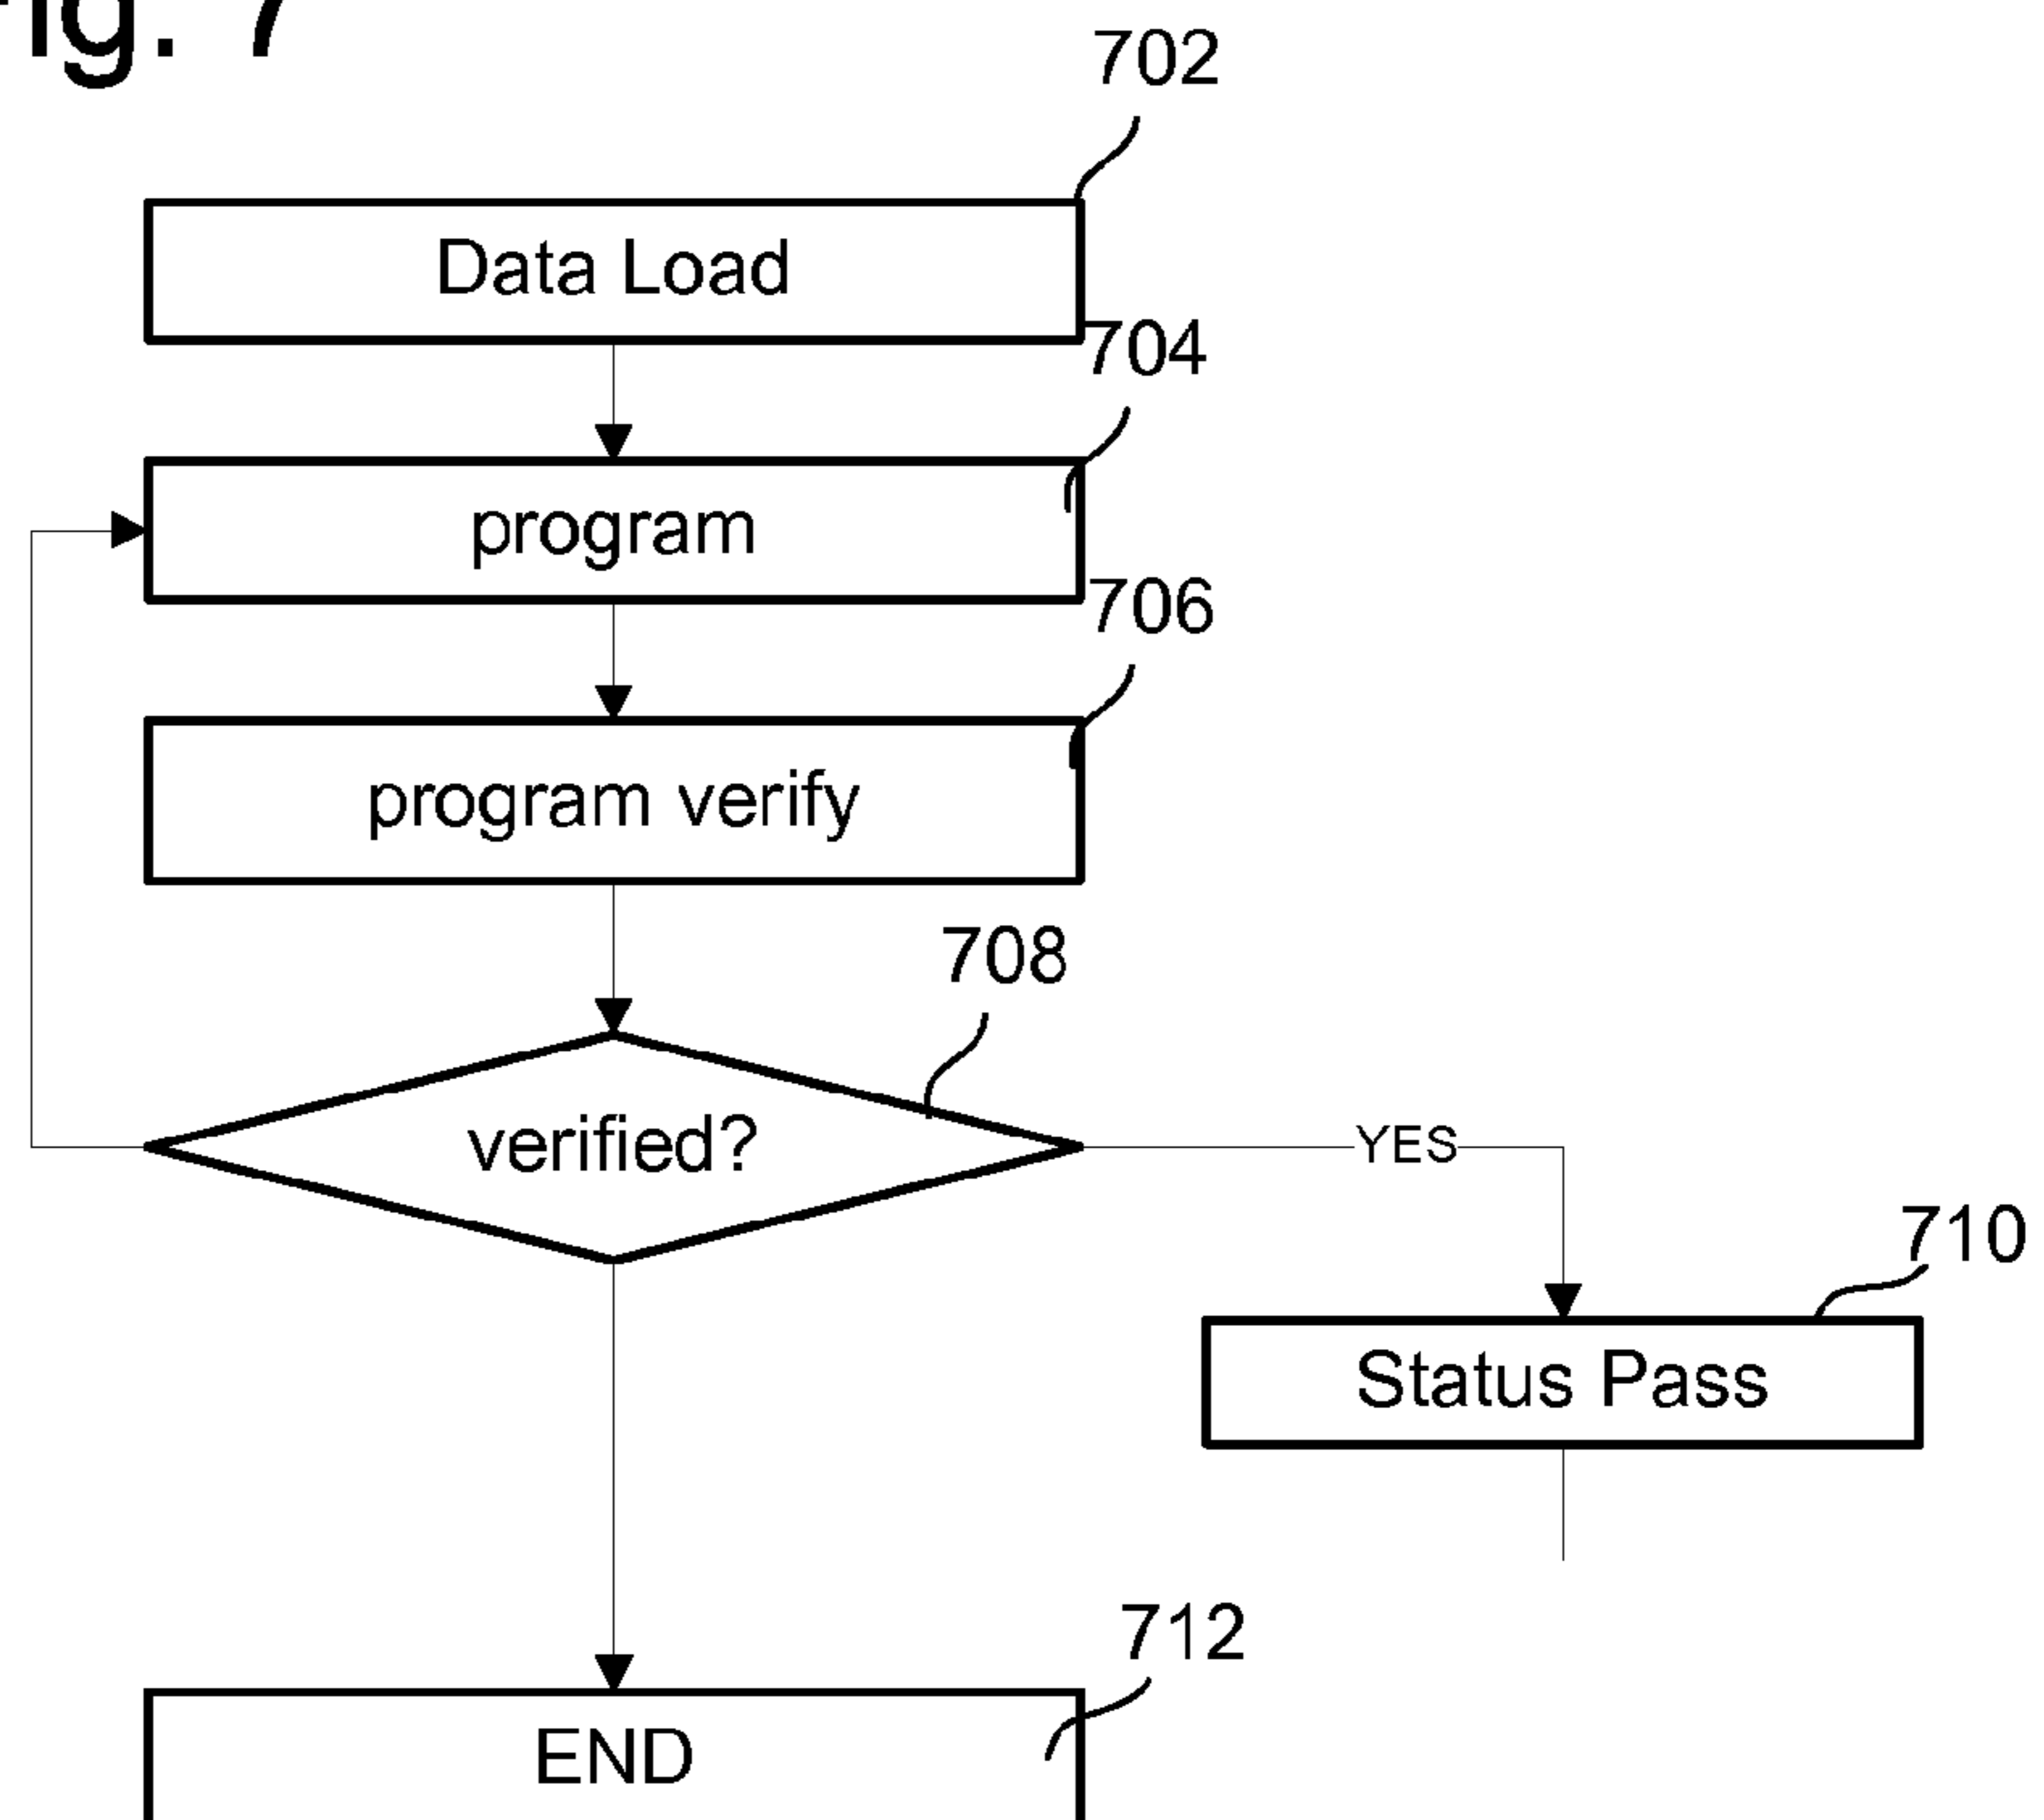 ig. 7
702
Data Load
704
program
706
program verify
708
verified?
YES
710
Status Pass
712
END